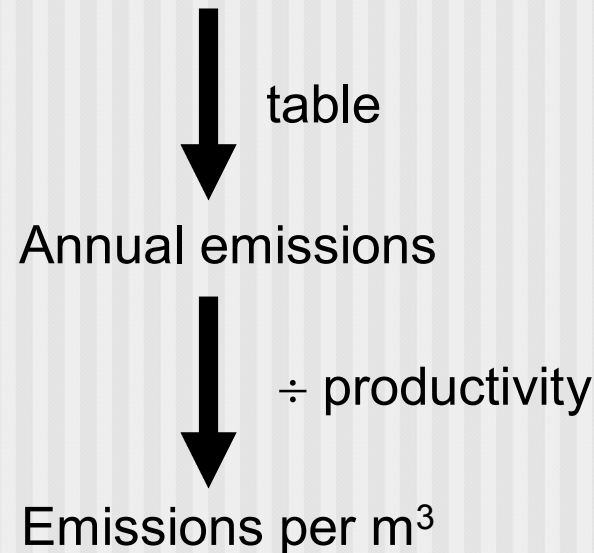 table
Annual emissions
÷ productivity
Emissions per m³